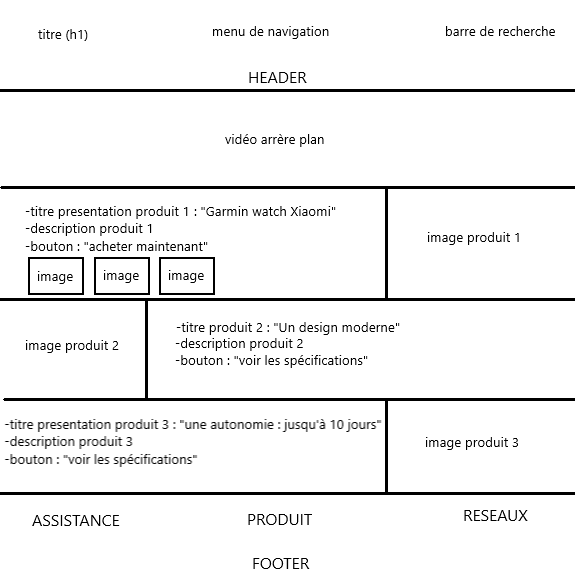 titre (h1)
menu de navigation
barre de recherche
HEADER
vidéo arrère plan
-titre presentation produit 1 : "Garmin watch Xiaomi"
-description produit 1
-bouton : "acheter maintenant"
image
image
image
image produit 1
image produit 2
-titre produit 2 : "Un design moderne"
-description produit 2
-bouton : "voir les spécifications"
-titre presentation produit 3 : "une autonomie : jusqu'à 10 jours"
-description produit 3
-bouton : "voir les spécifications"
image produit 3
ASSISTANCE
PRODUIT
RESEAUX
FOOTER